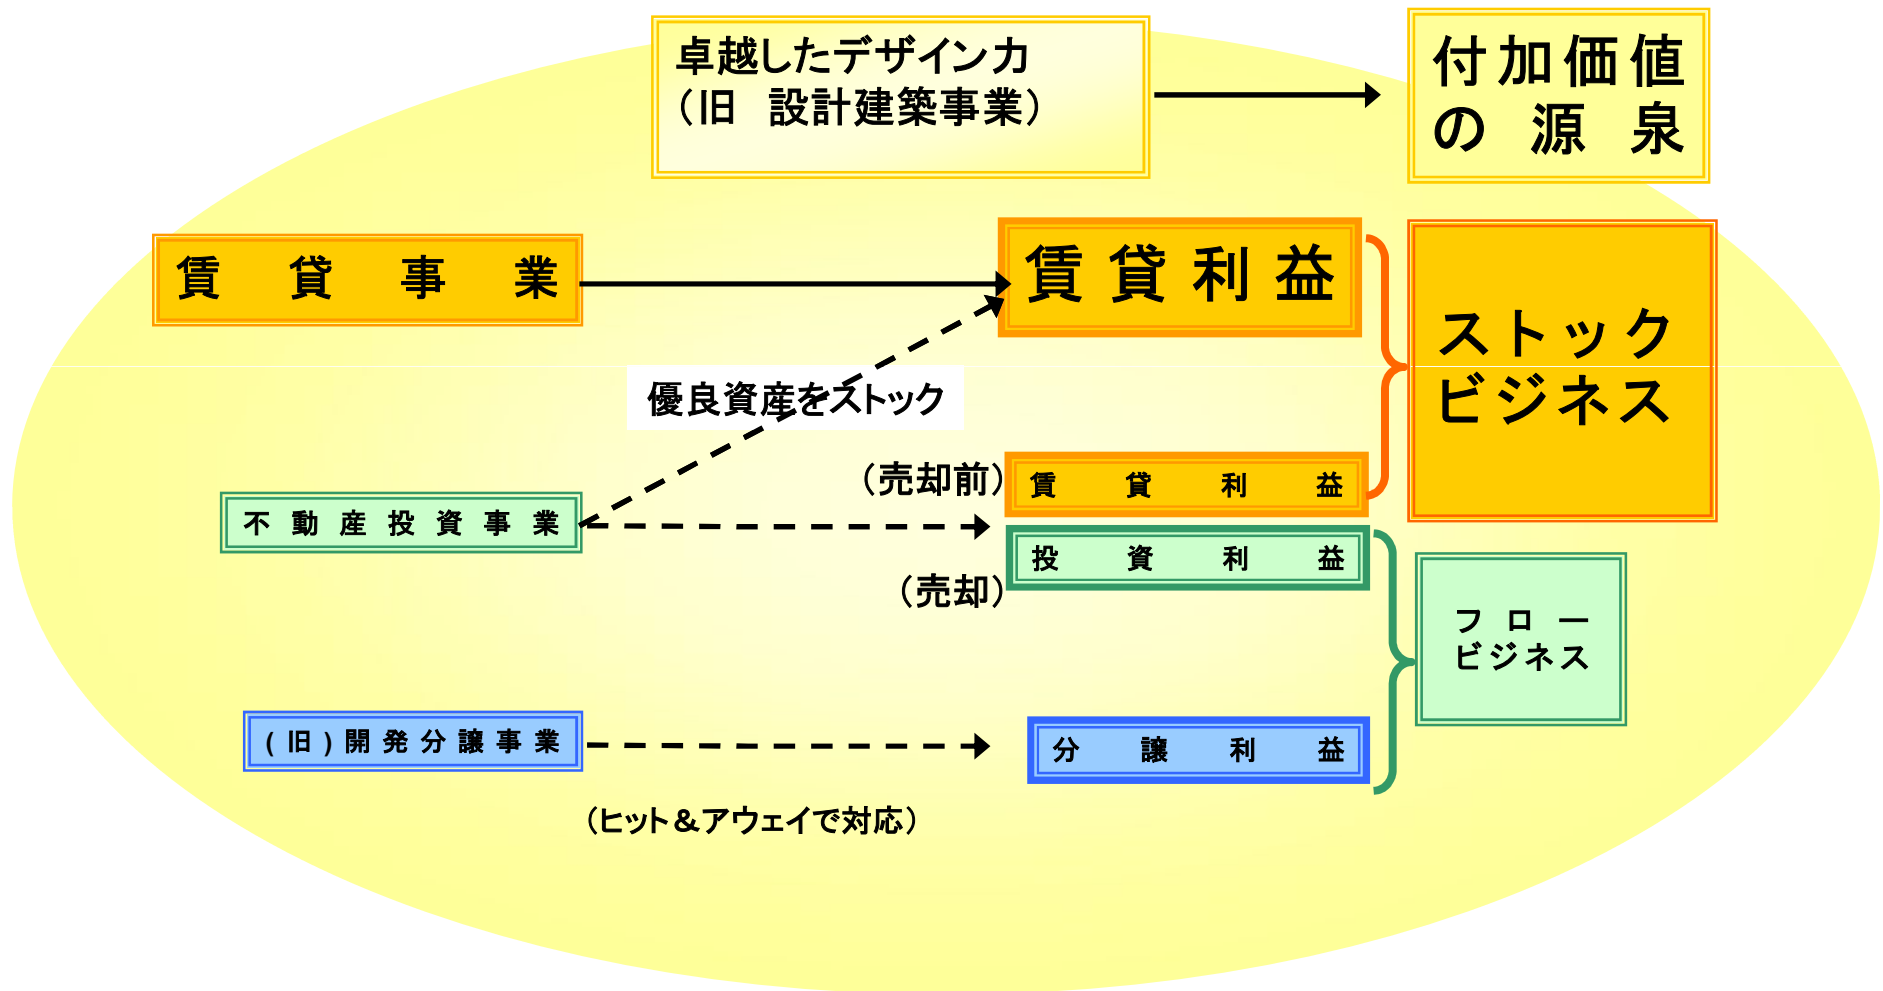 卓越したデザイン力
（旧　設計建築事業）
付加価値
の源泉
賃貸事業
賃貸利益
ストック
ビジネス
優良資産をストック
（売却前）
賃貸利益
不動産投資事業
投資利益
（売却）
フロー
ビジネス
(旧)開発分譲事業
分譲利益
（ヒット＆アウェイで対応）